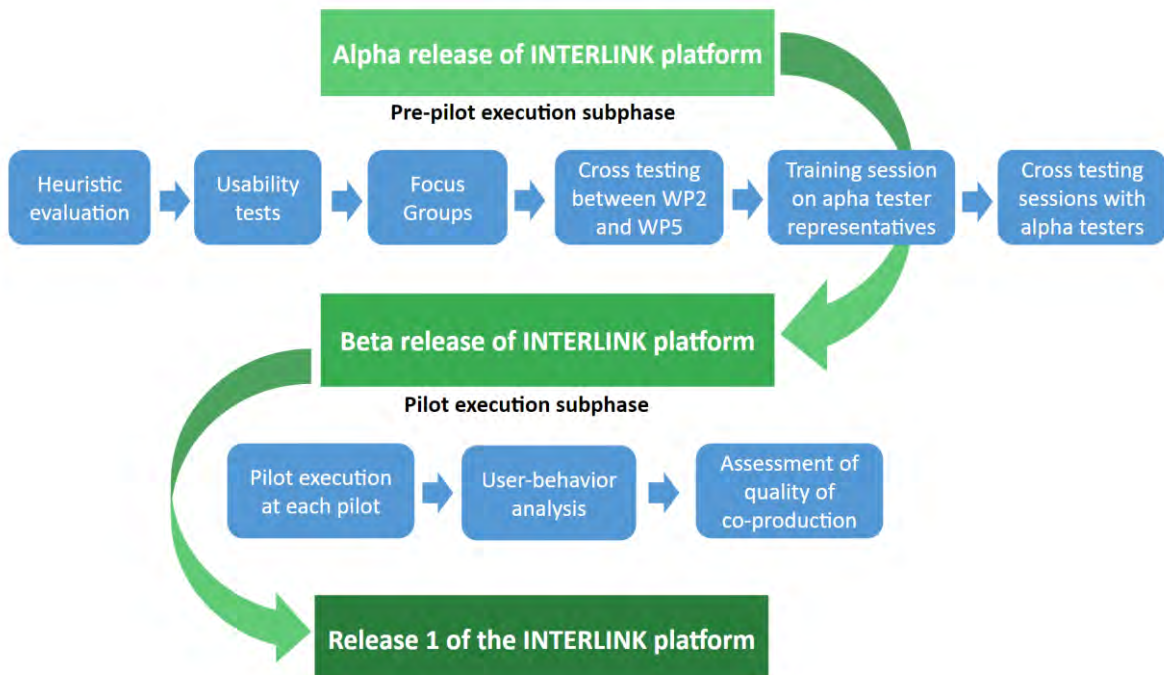 Alpha release of INTERLINK platform
Pre-pilot execution subphase
Heuristic
evaluation
Usability
tests
Focus
Groups
Cross testing
between WP2
and WP5
Training session
on apha tester
representatives
Cross testing
sessions with
alpha testers
Beta release of INTERLINK platform
Pilot execution subphase
Pilot execution
at each pilot
User-behavior
analysis
Assessment of
quality of
co-production
Release 1 of the INTERLINK platform